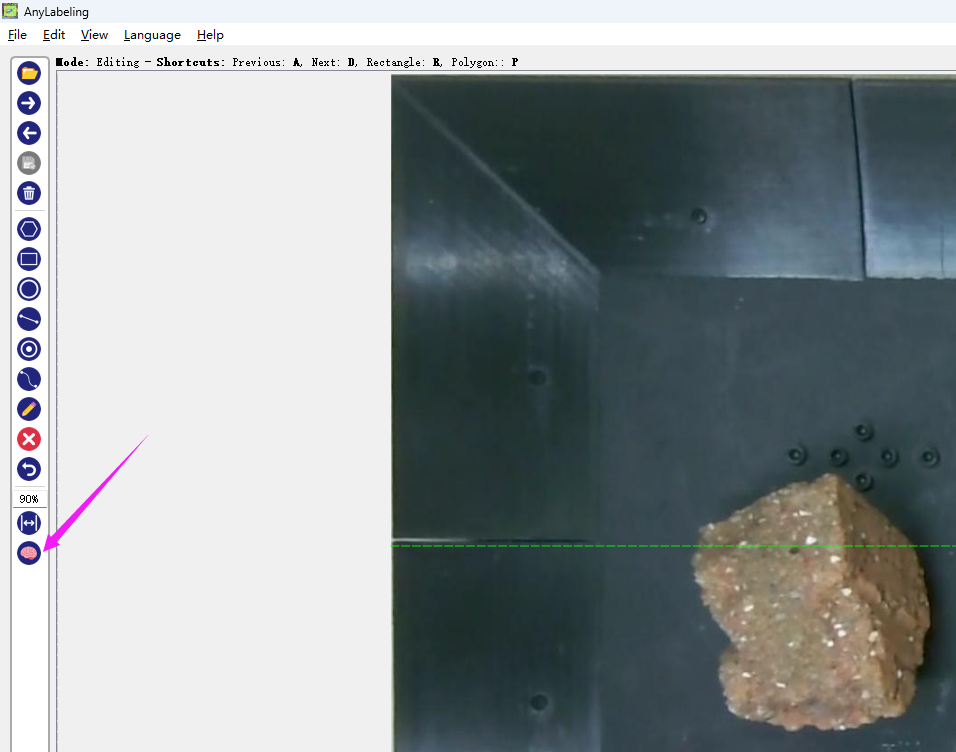 AnyLabeling
File Edit View Language Help
Mode: Editing - Shortcuts: Previous: A, Next: D, Rectangle: R, Polygon:: P
90%